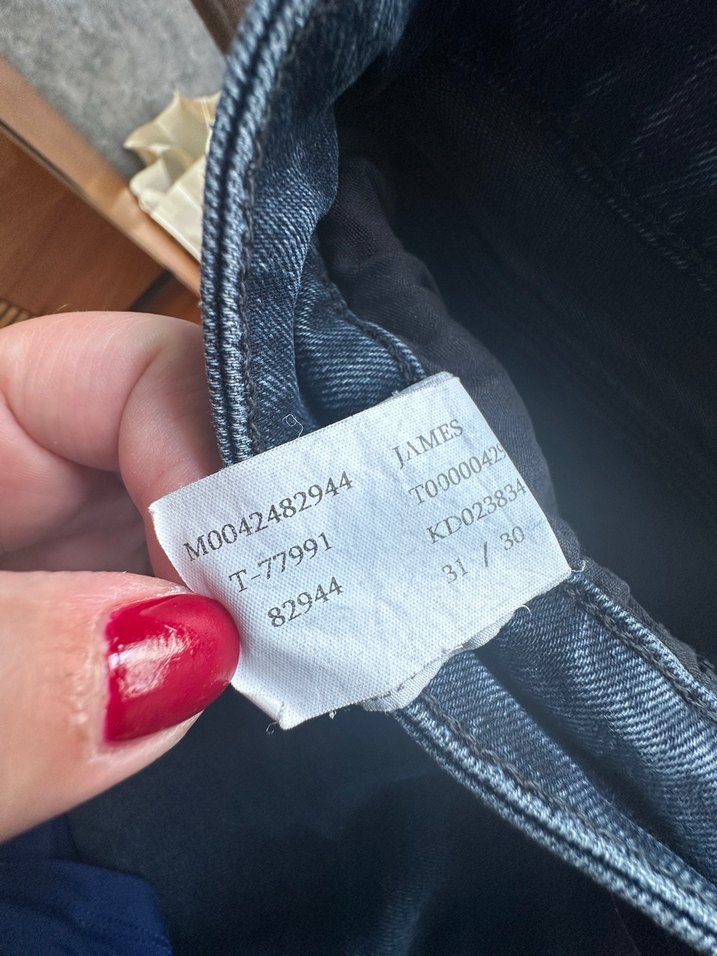 M0042482944
T-77991
82944
JAMES
T00000429
KD023834
31 / 30